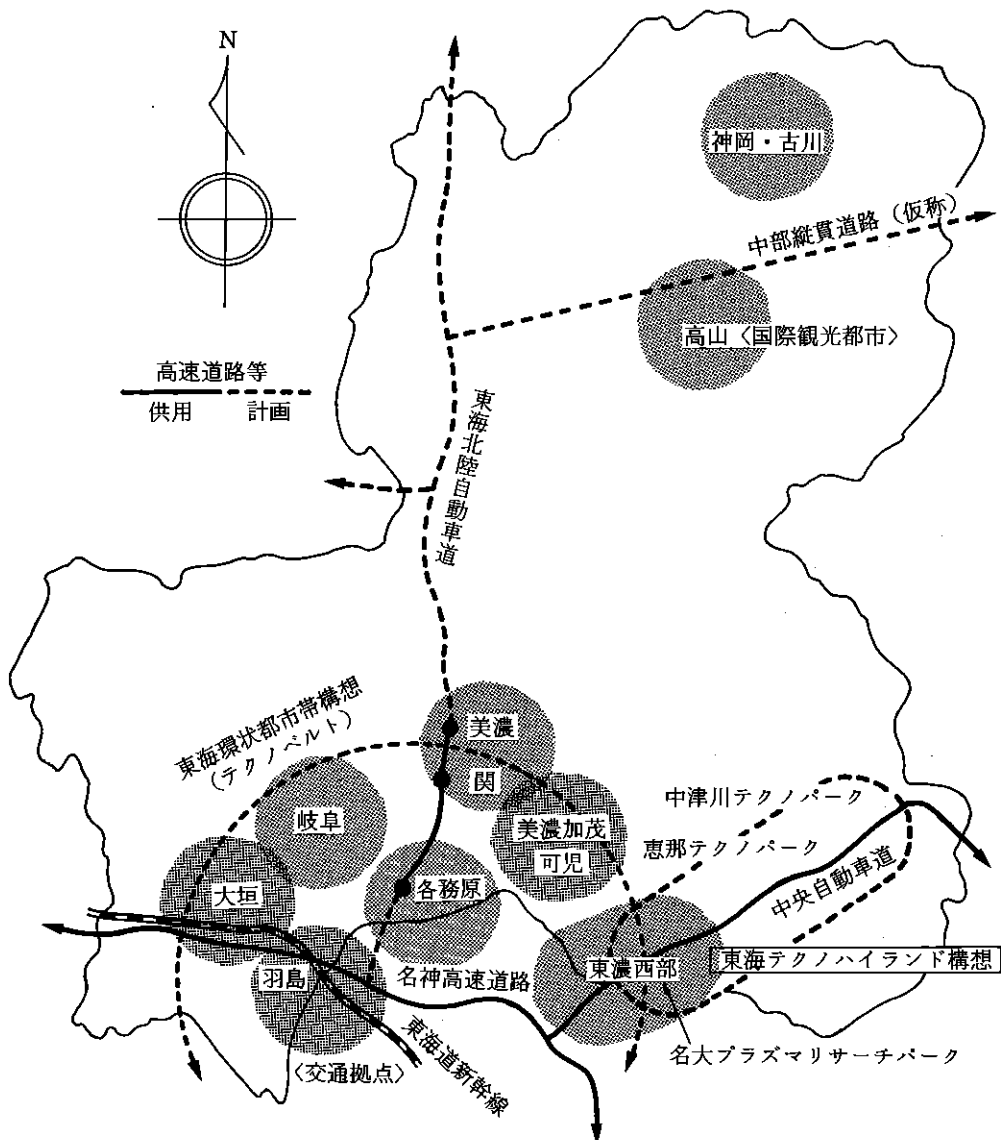 N
神岡・古川
中部縦貫道路（仮称）
高山〈国際観光都市〉
高速道路等
供用
計画
東海北陸自動車道
東海環状都市帯構想
（テクノベルト）
美濃
関
中津川テクノパーク
岐阜
美濃加茂
可児
恵那テクノパーク
大垣
各務原
中央自動車道
羽島
名神高速道路
東濃西部
東海テクノハイランド構想
東海道新幹線
名大プラズマリサーチパーク
〈交通拠点〉